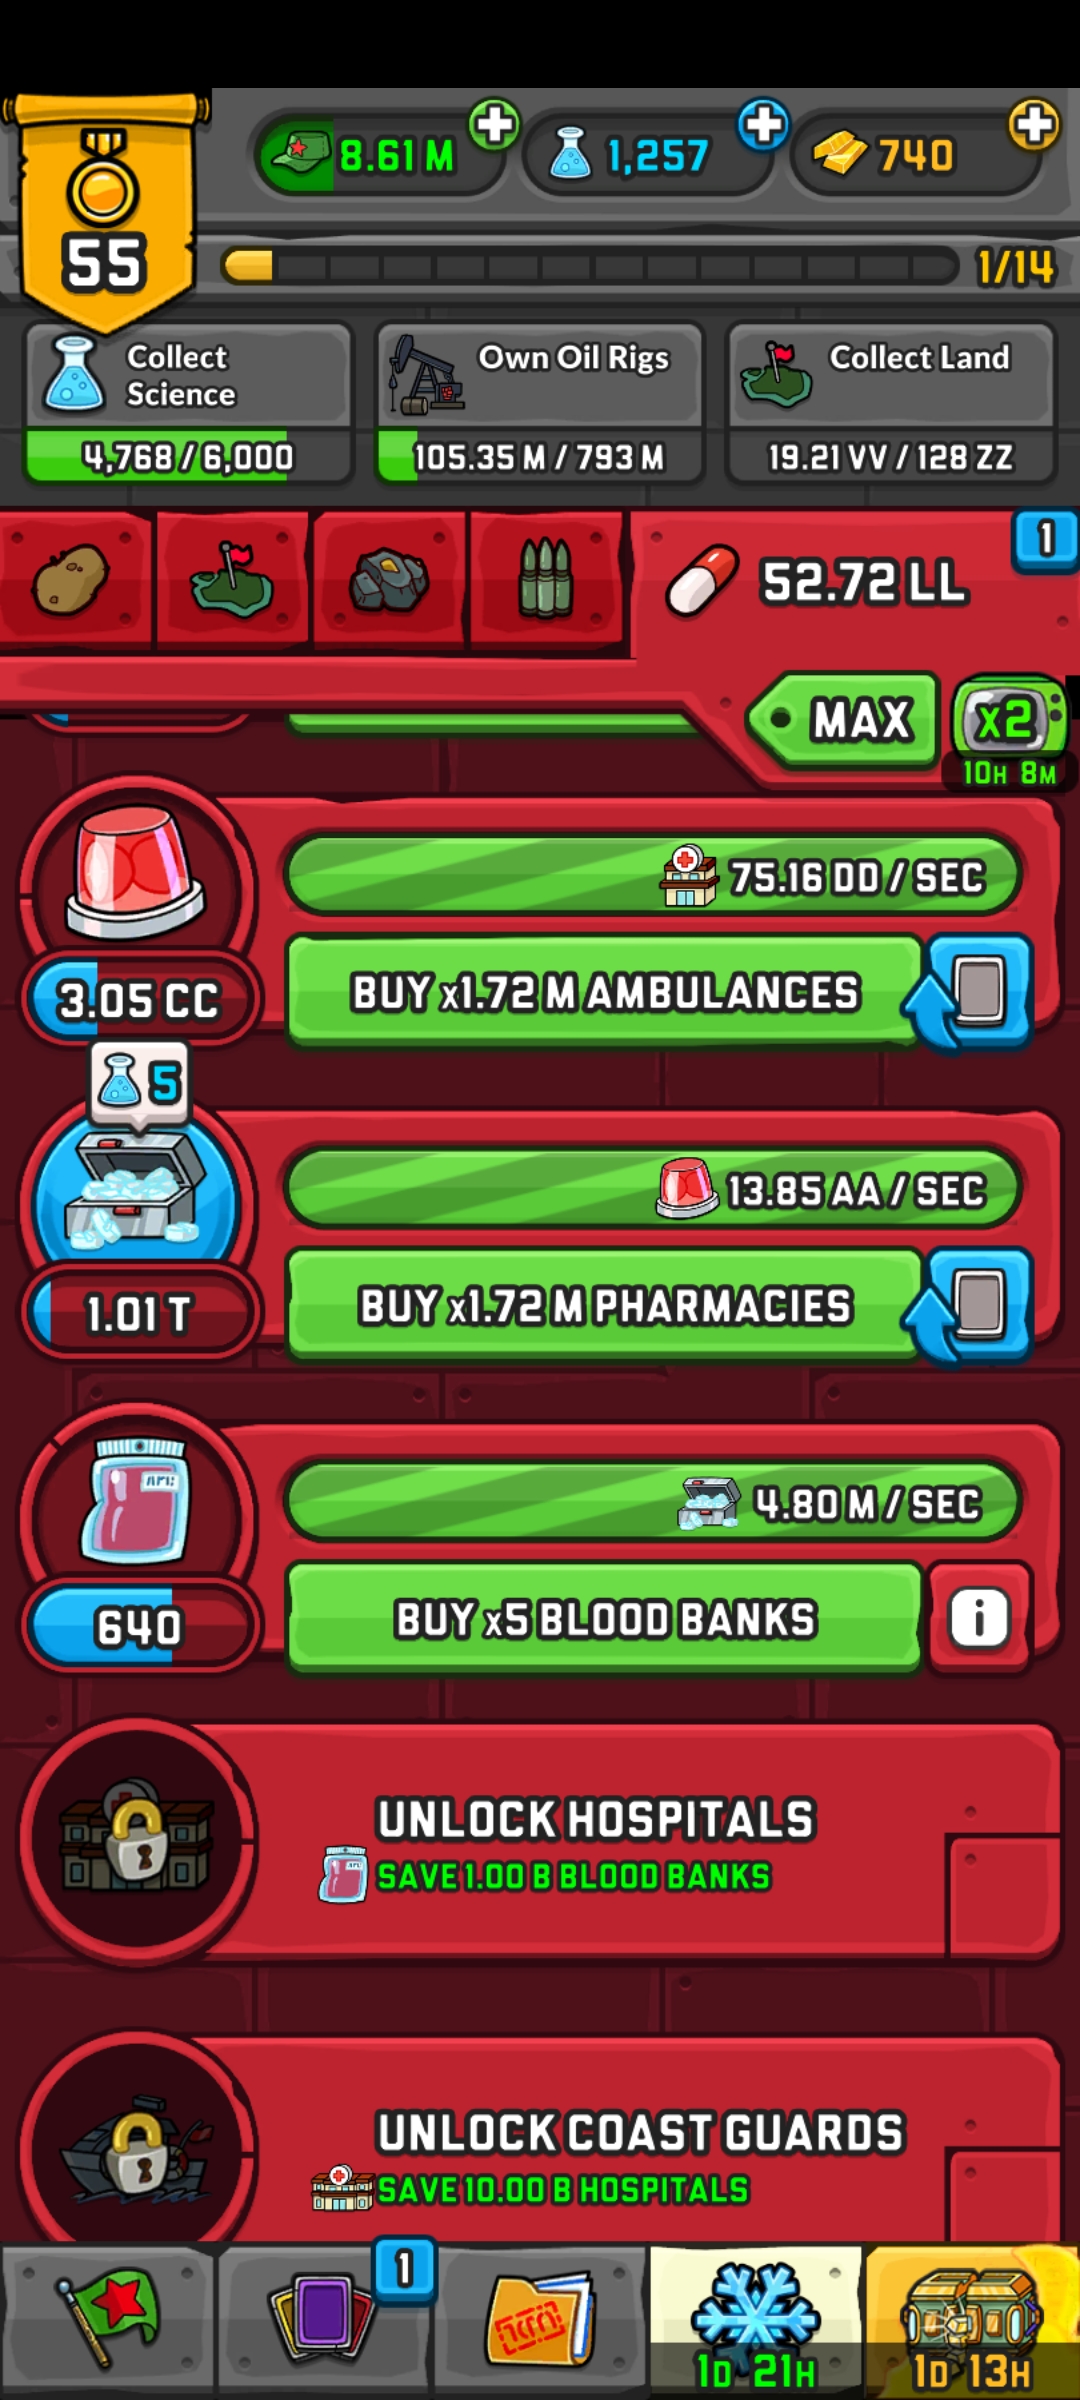 55
8.61 M
1,257
740
1/14
Collect
Science
4,768 / 6,000
Own Oil Rigs
105.35 M / 793 M
Collect Land
19.21 VV / 128 ZZ
52.72 LL
1
MAX
x2
10H 8M
75.16 DD / SEC
3.05 CC
BUY x1.72 M AMBULANCES
5
13.85 AA / SEC
1.01 T
BUY x1.72 M PHARMACIES
4.80 M / SEC
640
BUY x5 BLOOD BANKS
i
UNLOCK HOSPITALS
SAVE 1.00 B BLOOD BANKS
UNLOCK COAST GUARDS
SAVE 10.00 B HOSPITALS
1
1D 21H
1D 13H